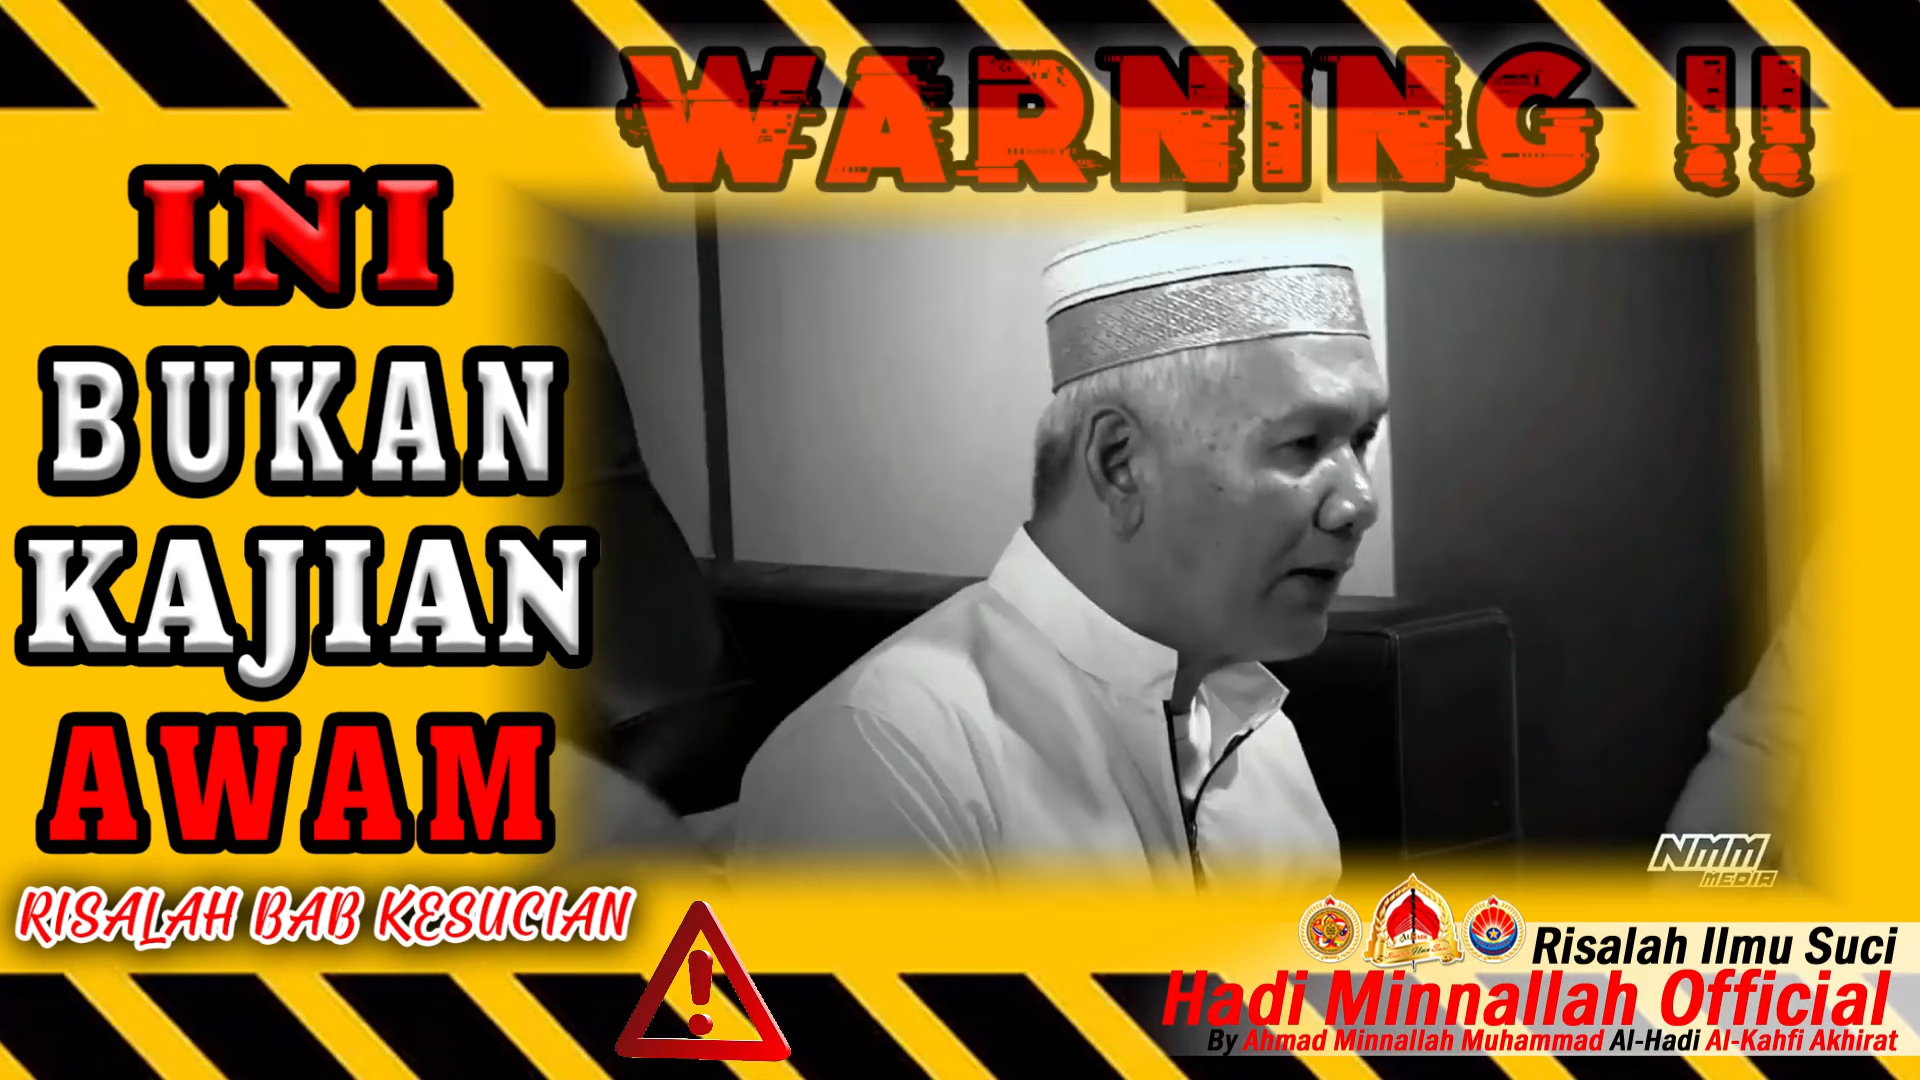 WARNING !!
INI
BUKAN
KAJIAN
AWAM
RISALAH BAB KESUCIAN
NMM
MEDIA
Risalah Ilmu Suci
Hadi Minnallah Official
By Ahmad Minnallah Muhammad Al-Hadi Al-Kahfi Akhirat